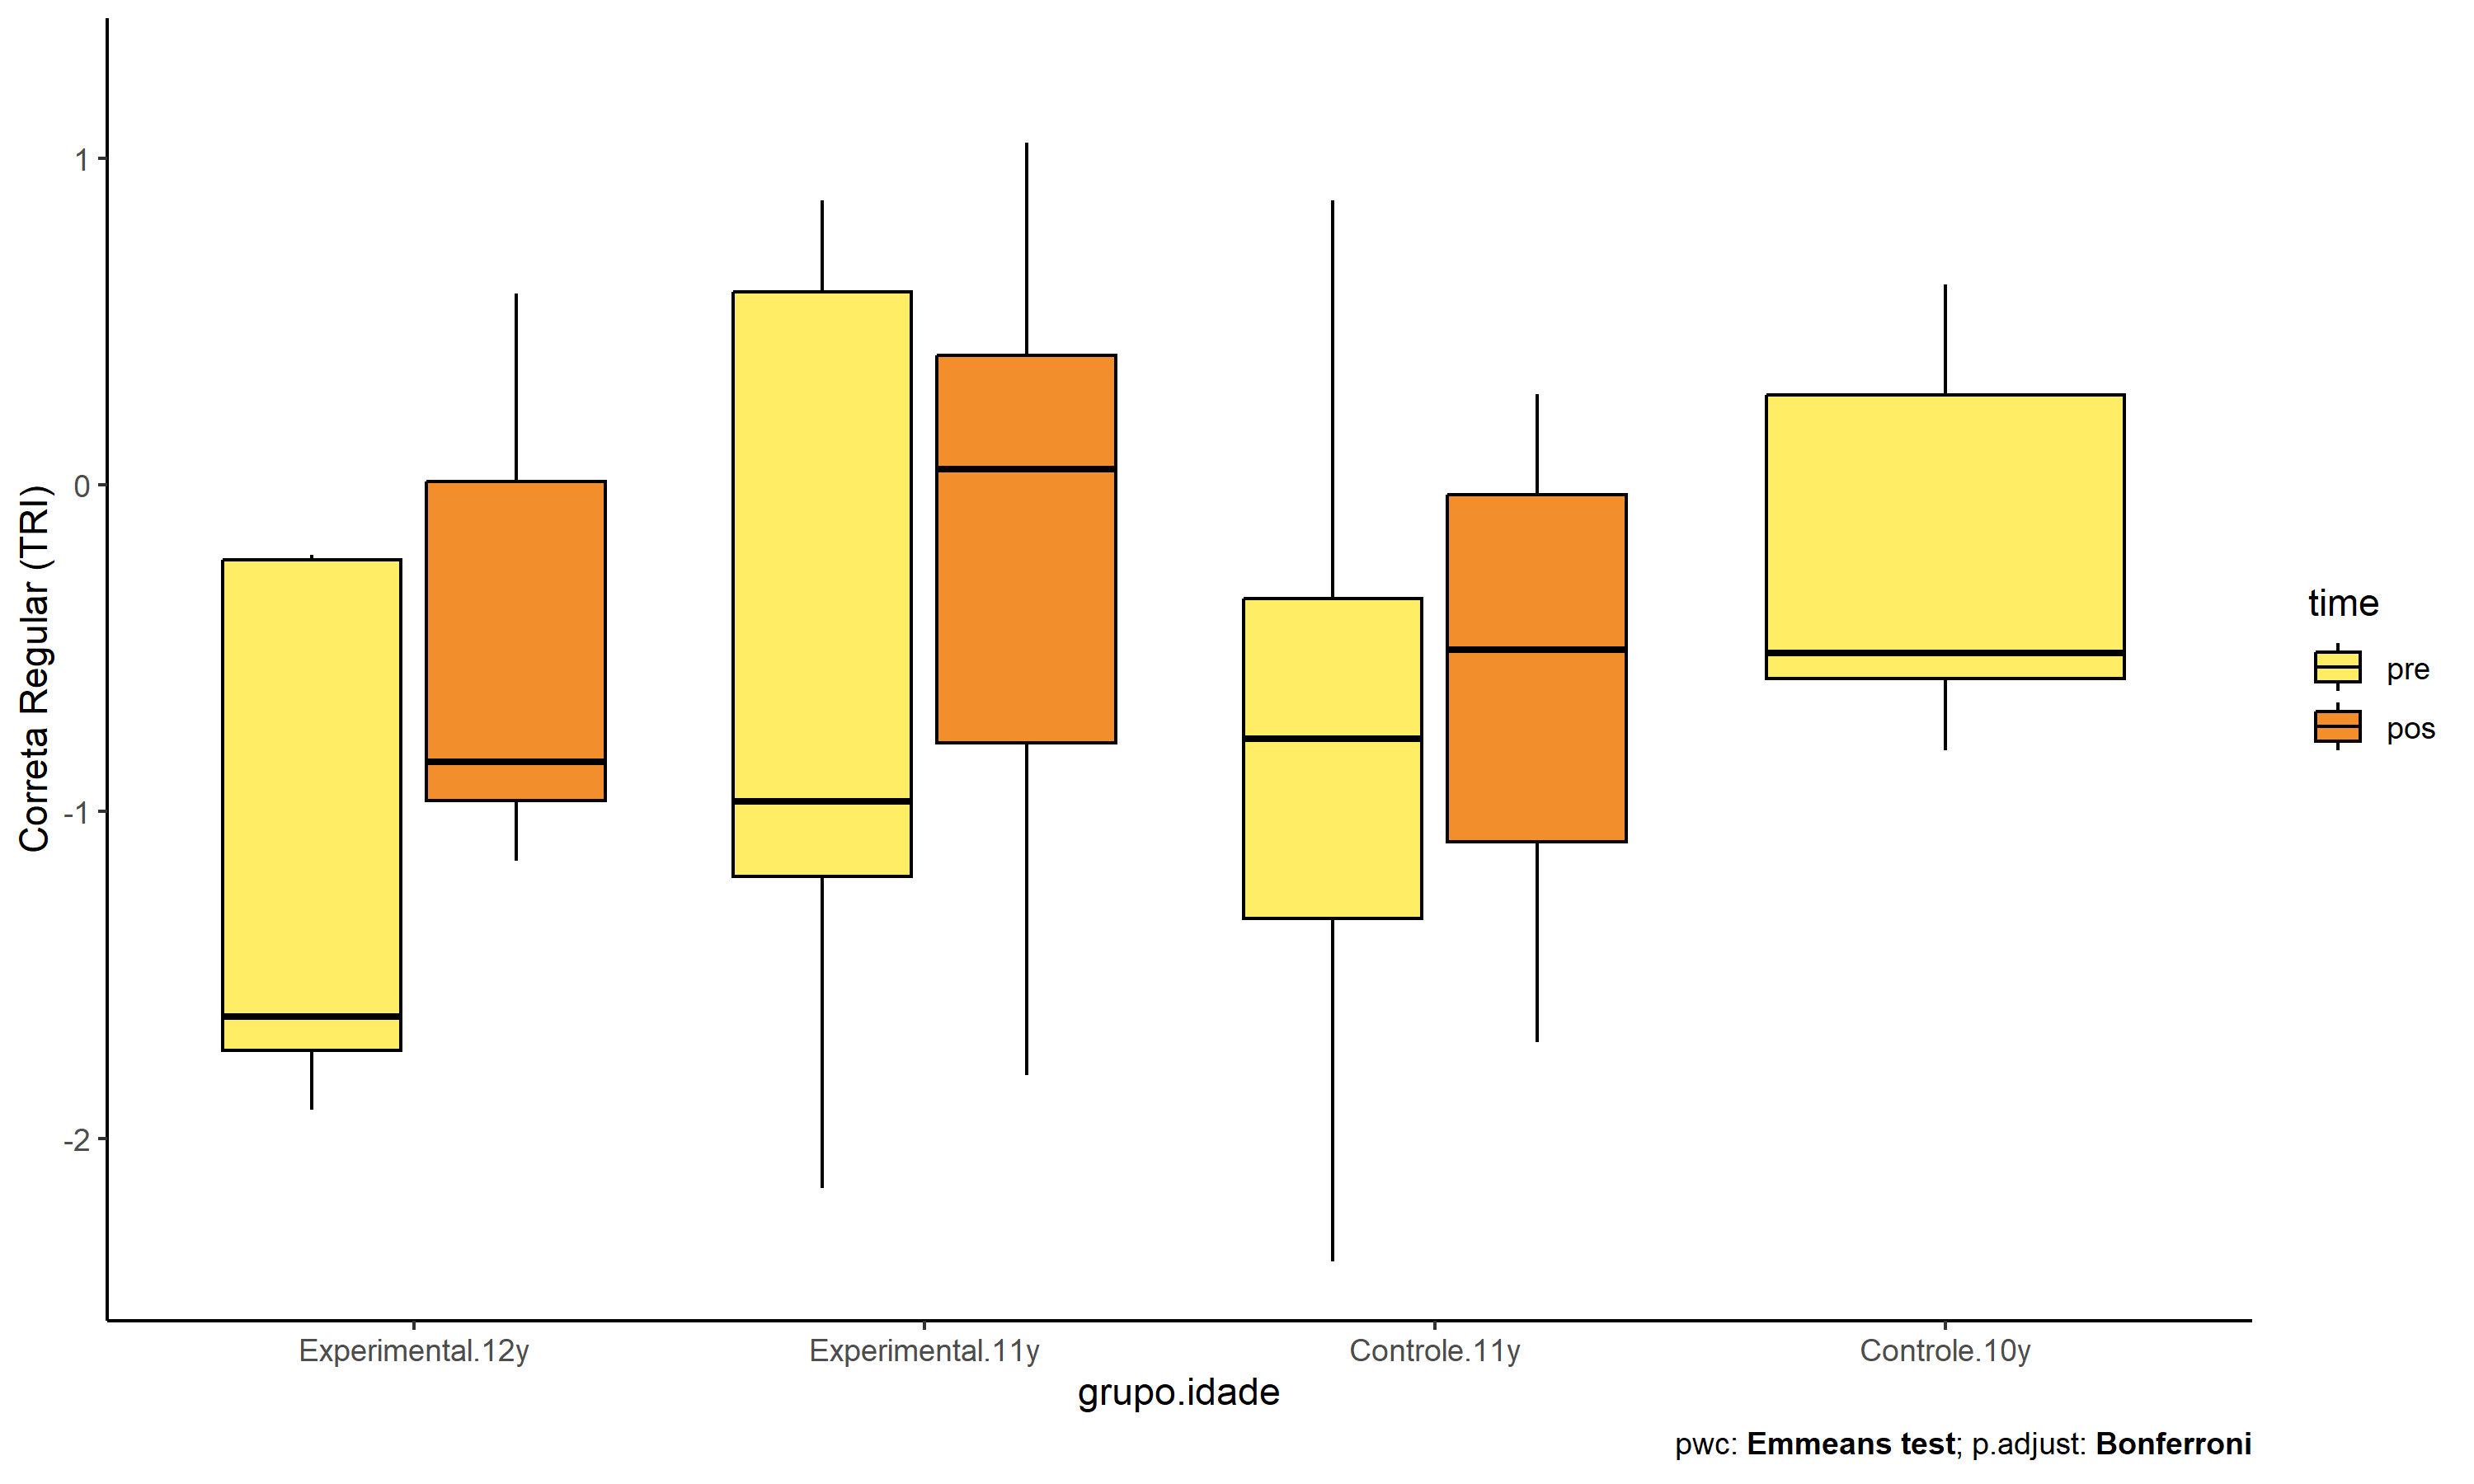 Correta Regular (TRI)
1
0
-1
-2
Experimental.12y
Experimental.11y
Controle.11y
Controle.10y
grupo.idade
time
pre
pos
pwc: Emmeans test; p.adjust: Bonferroni